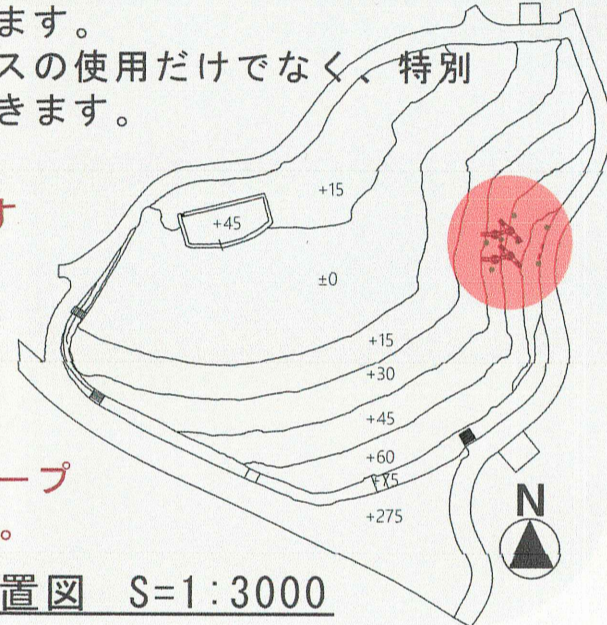 ます。
スの使用だけでなく、特別
きます。
す
+15
+45
±0
+15
+30
+45
+60
+75
+275
ープ
。
N
置図 S=1:3000